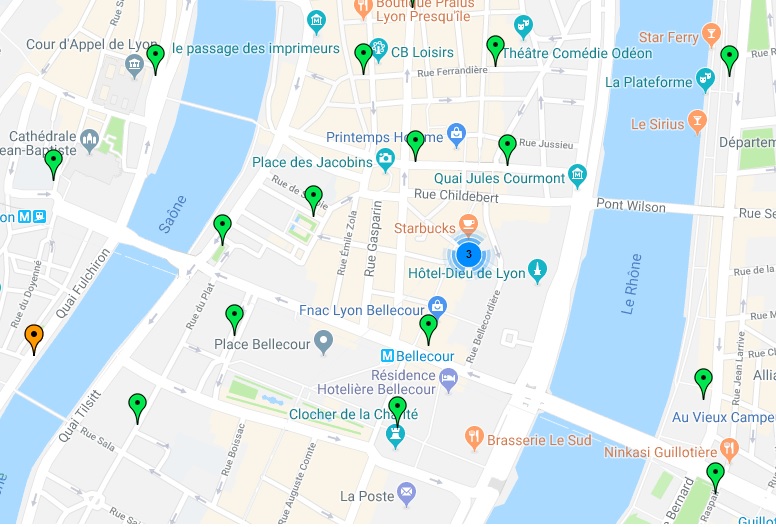 Boutique Pralus
Lyon Presqu'île
Star Ferry
Cour d'Appel de Lyon
le passage des imprimeurs
CB Loisirs
Théâtre Comédie Odéon
Rue Ferrandière
La Plateforme
Le Sirius
Cathédrale
ean-Baptiste
Printemps Homme
Rue Jussieu
Départem
Place des Jacobins
Quai Jules Courmont
Rue de
Rue Childebert
Pont Wilson
Rue Se
on M
Saône
Starbucks
3
Rue Émile Zola
Rue Gasparin
Hôtel-Dieu de Lyon
Le Rhône
Rue de la
Quai Fulchiron
Rue du Doyenné
Rue du Plat
Fnac Lyon Bellecour
Rue Bellecordière
Place Bellecour
M Bellecour
Rue Jean Larrive
Allia
Résidence
Hotelière Bellecour
Clocher de la Charité
Au Vieux Campe
Quai Tilsitt
Rue Sala
Rue Boissac
Rue Auguste Comte
Brasserie Le Sud
Ninkasi Guillotière
La Poste
Bernard
Raspa
Guillot